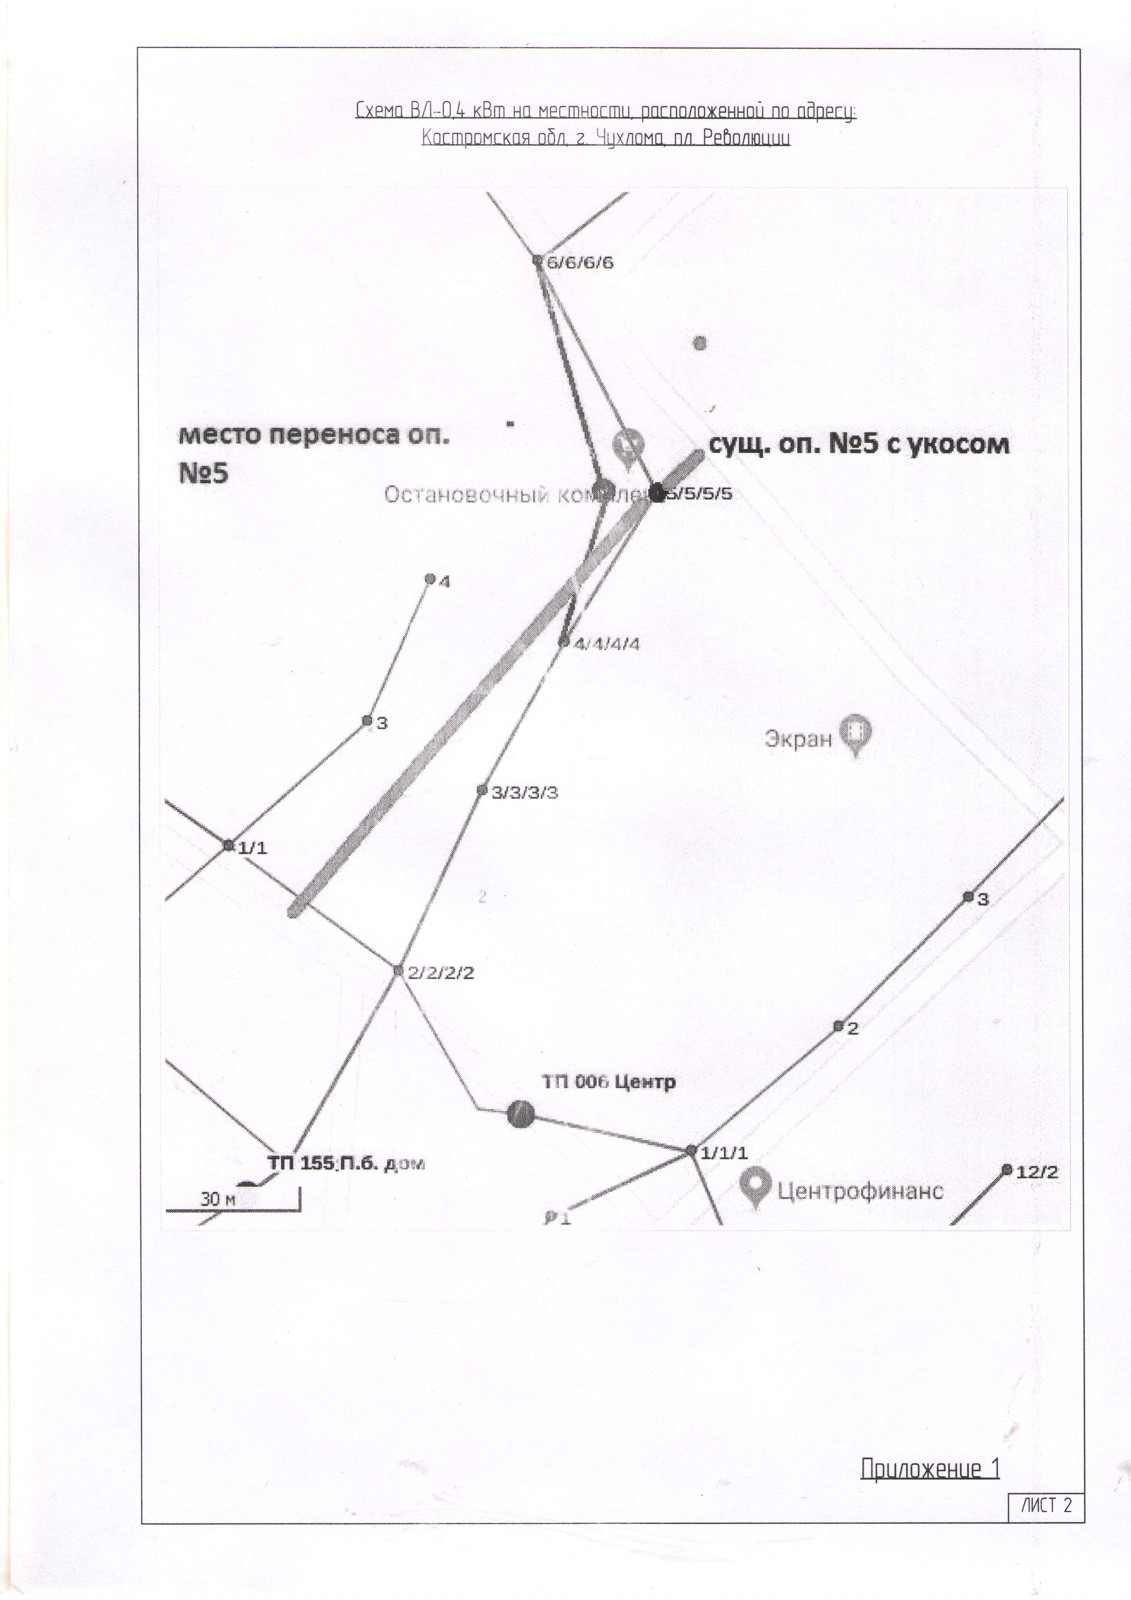 Схема ВЛ-0,4 кВт на местности, расположенной по адресу:
Костромская обл, г. Чухлома, пл. Революции
6/6/6/6
место переноса оп.
№5
сущ. оп. №5 с укосом
Остановочный комплек
5/5/5/5
4
4/4/4/4
3
Экран
3/3/3/3
1/1
2
3
2/2/2/2
2
ТП 006 Центр
1/1/1
ТП 155 П.б. дом
12/2
30 м
Центрофинанс
1
Приложение 1
ЛИСТ 2